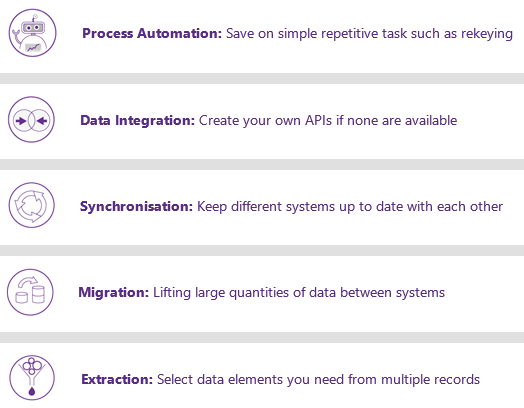 Process Automation: Save on simple repetitive task such as rekeying
Data Integration: Create your own APIs if none are available
Synchronisation: Keep different systems up to date with each other
Migration: Lifting large quantities of data between systems
Extraction: Select data elements you need from multiple records